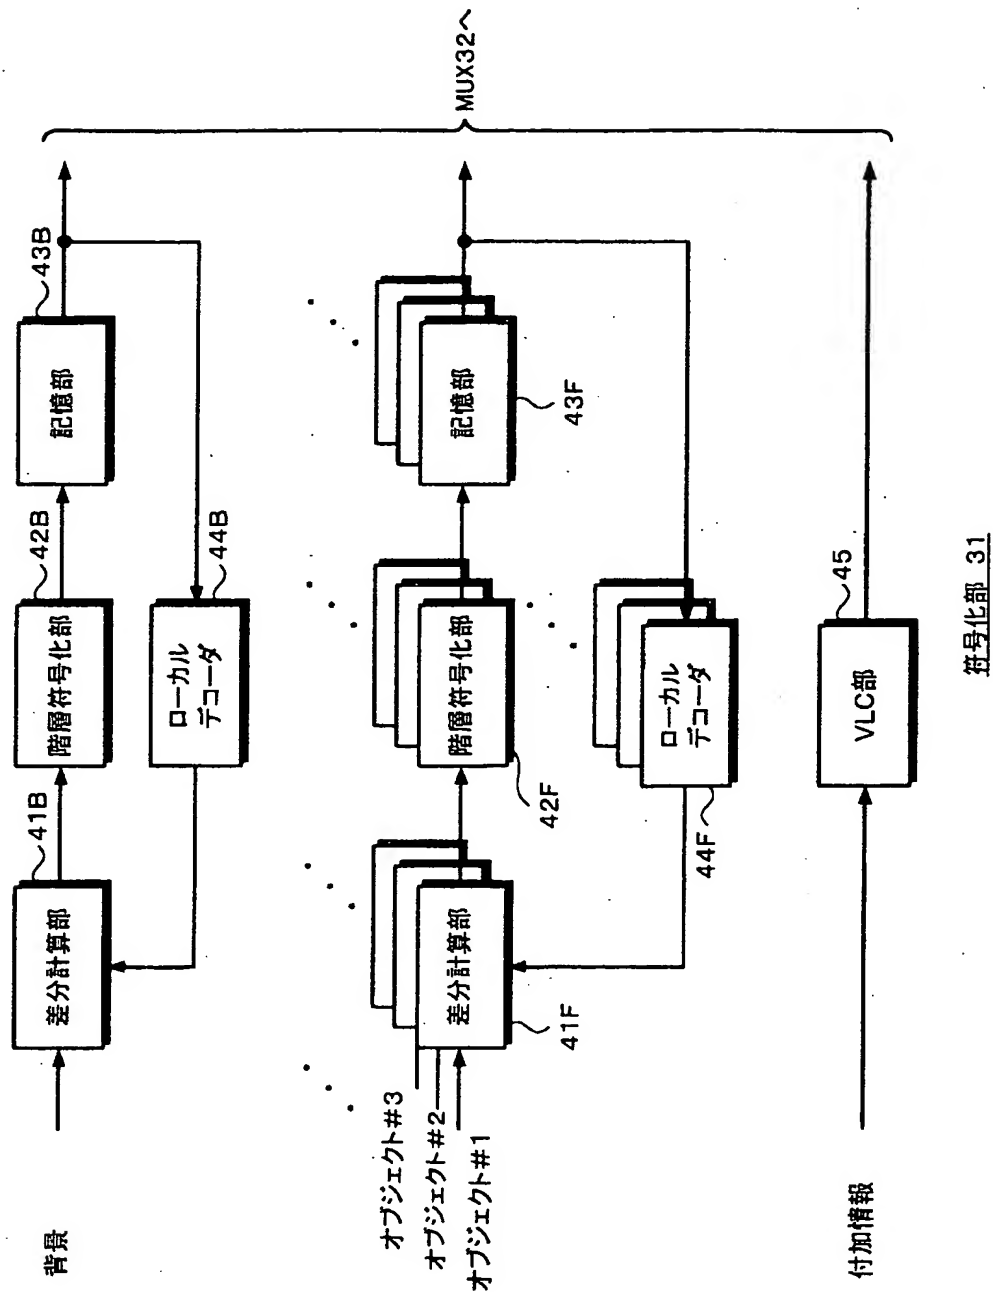 背景
41B
差分計算部
42B
階層符号化部
43B
記憶部
44B
ローカル
デコーダ
オブジェクト#3
オブジェクト#2
オブジェクト#1
差分計算部
41F
階層符号化部
42F
記憶部
43F
ローカル
デコーダ
44F
MUX32へ
付加情報
VLC部
45
符号化部 31